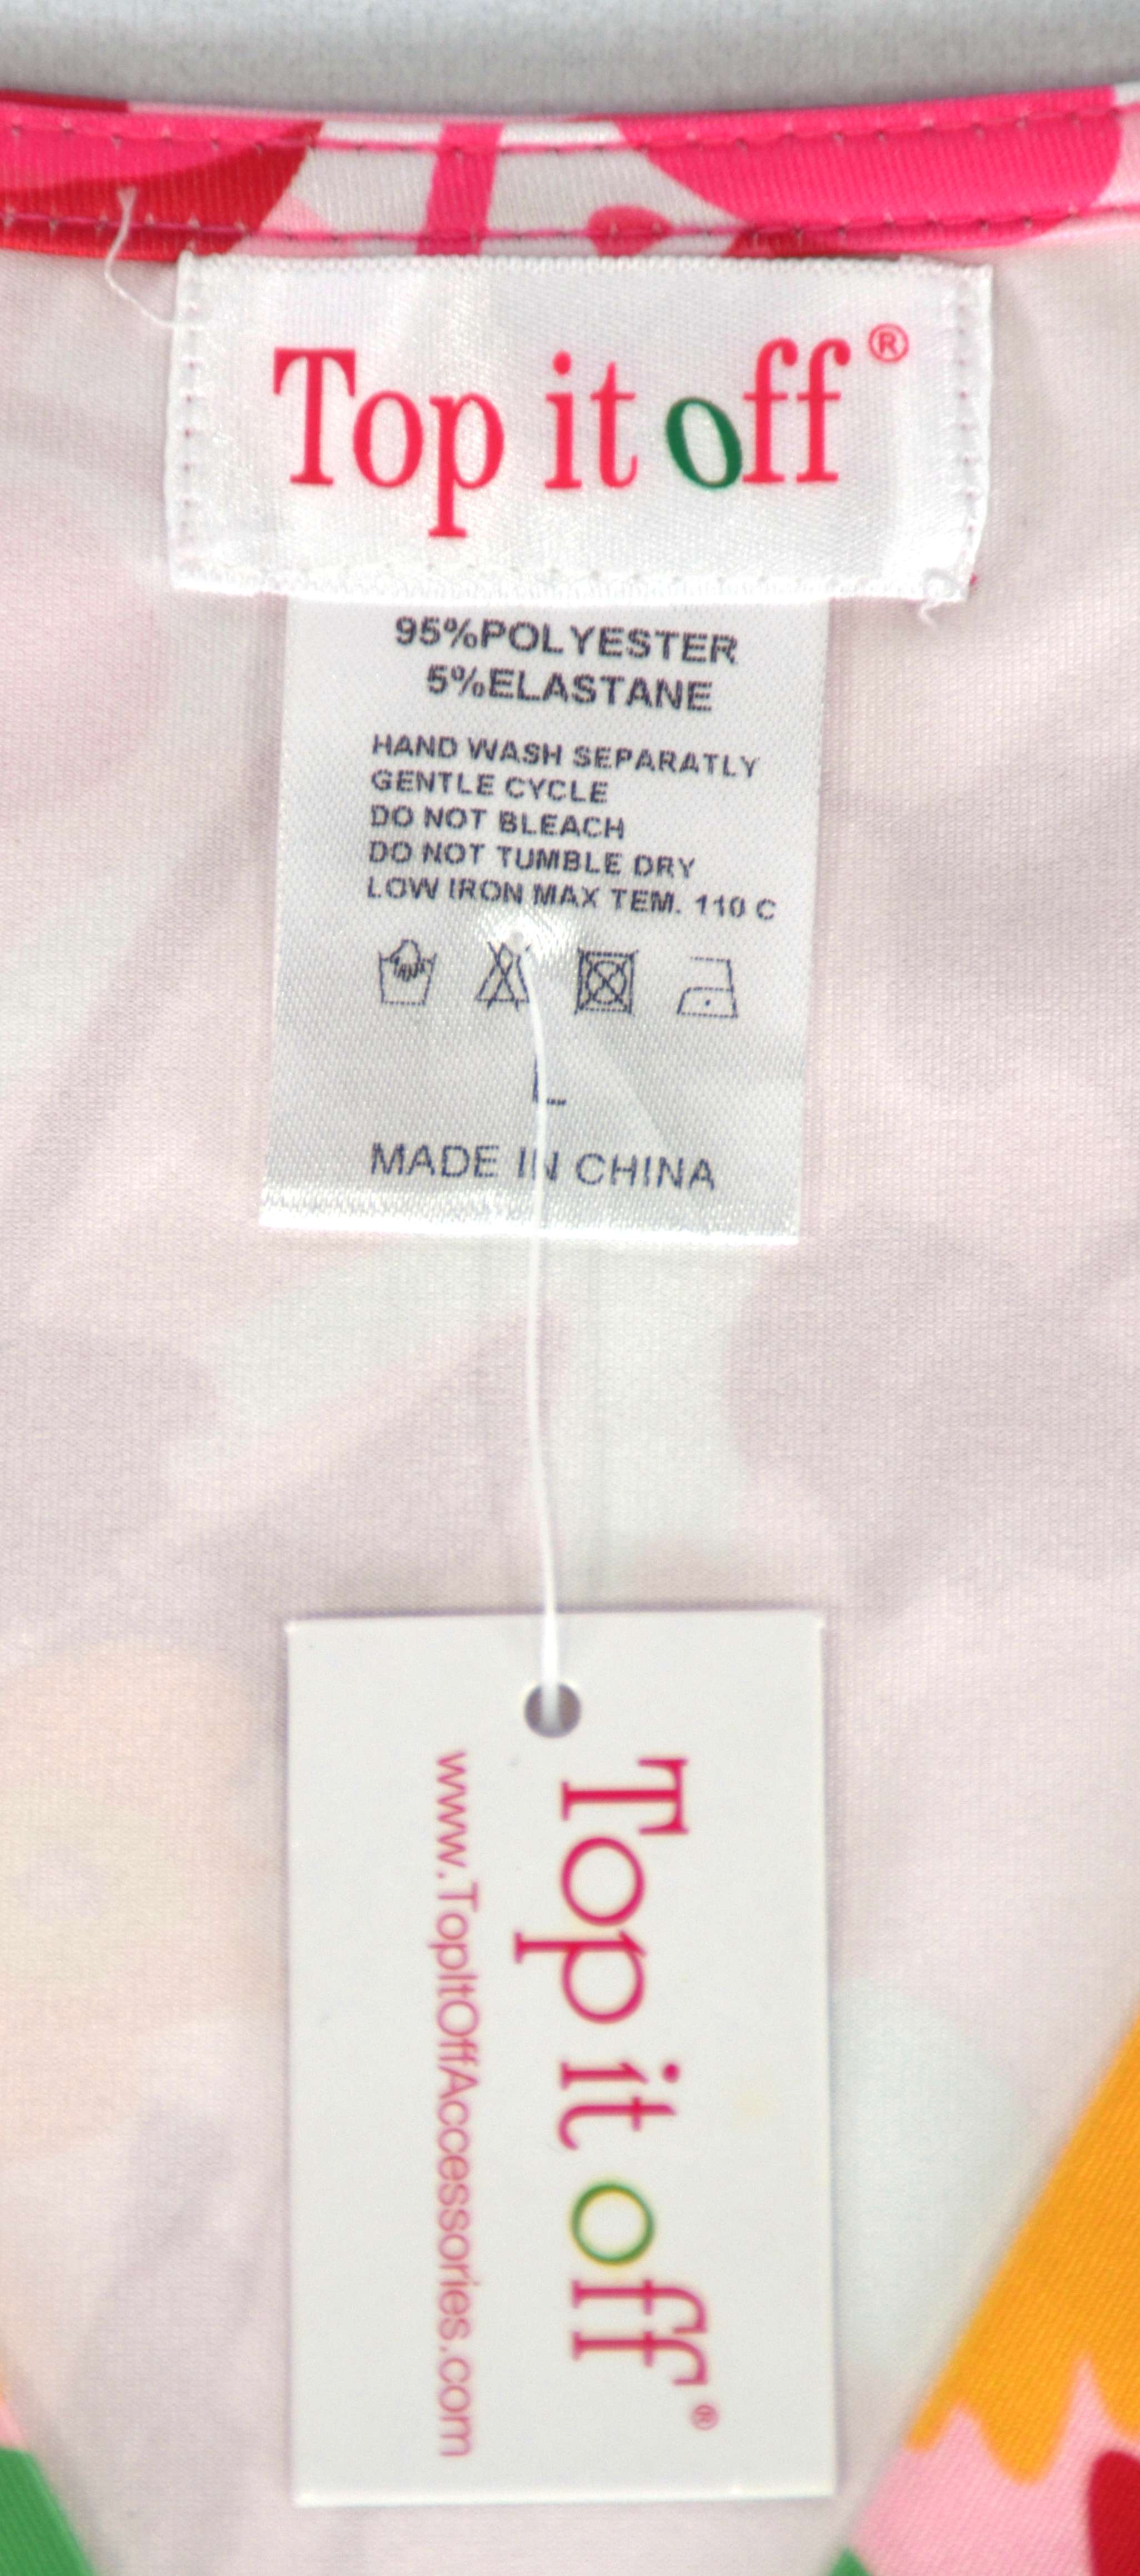 Top it off®
95%POLYESTER
5%ELASTANE
HAND WASH SEPARATLY
GENTLE CYCLE
DO NOT BLEACH
DO NOT TUMBLE DRY
LOW IRON MAX TEM. 110 C
L
MADE IN CHINA
Top it off®
www.TopItOffAccessories.com